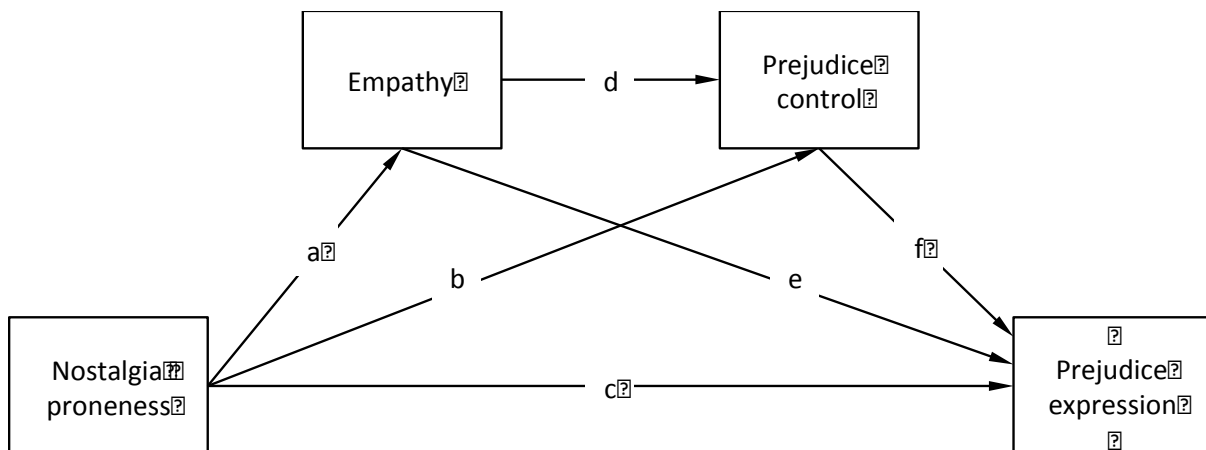 Empathy
d
Prejudice
control
a
b
e
f
Nostalgia
proneness
c
Prejudice
expression